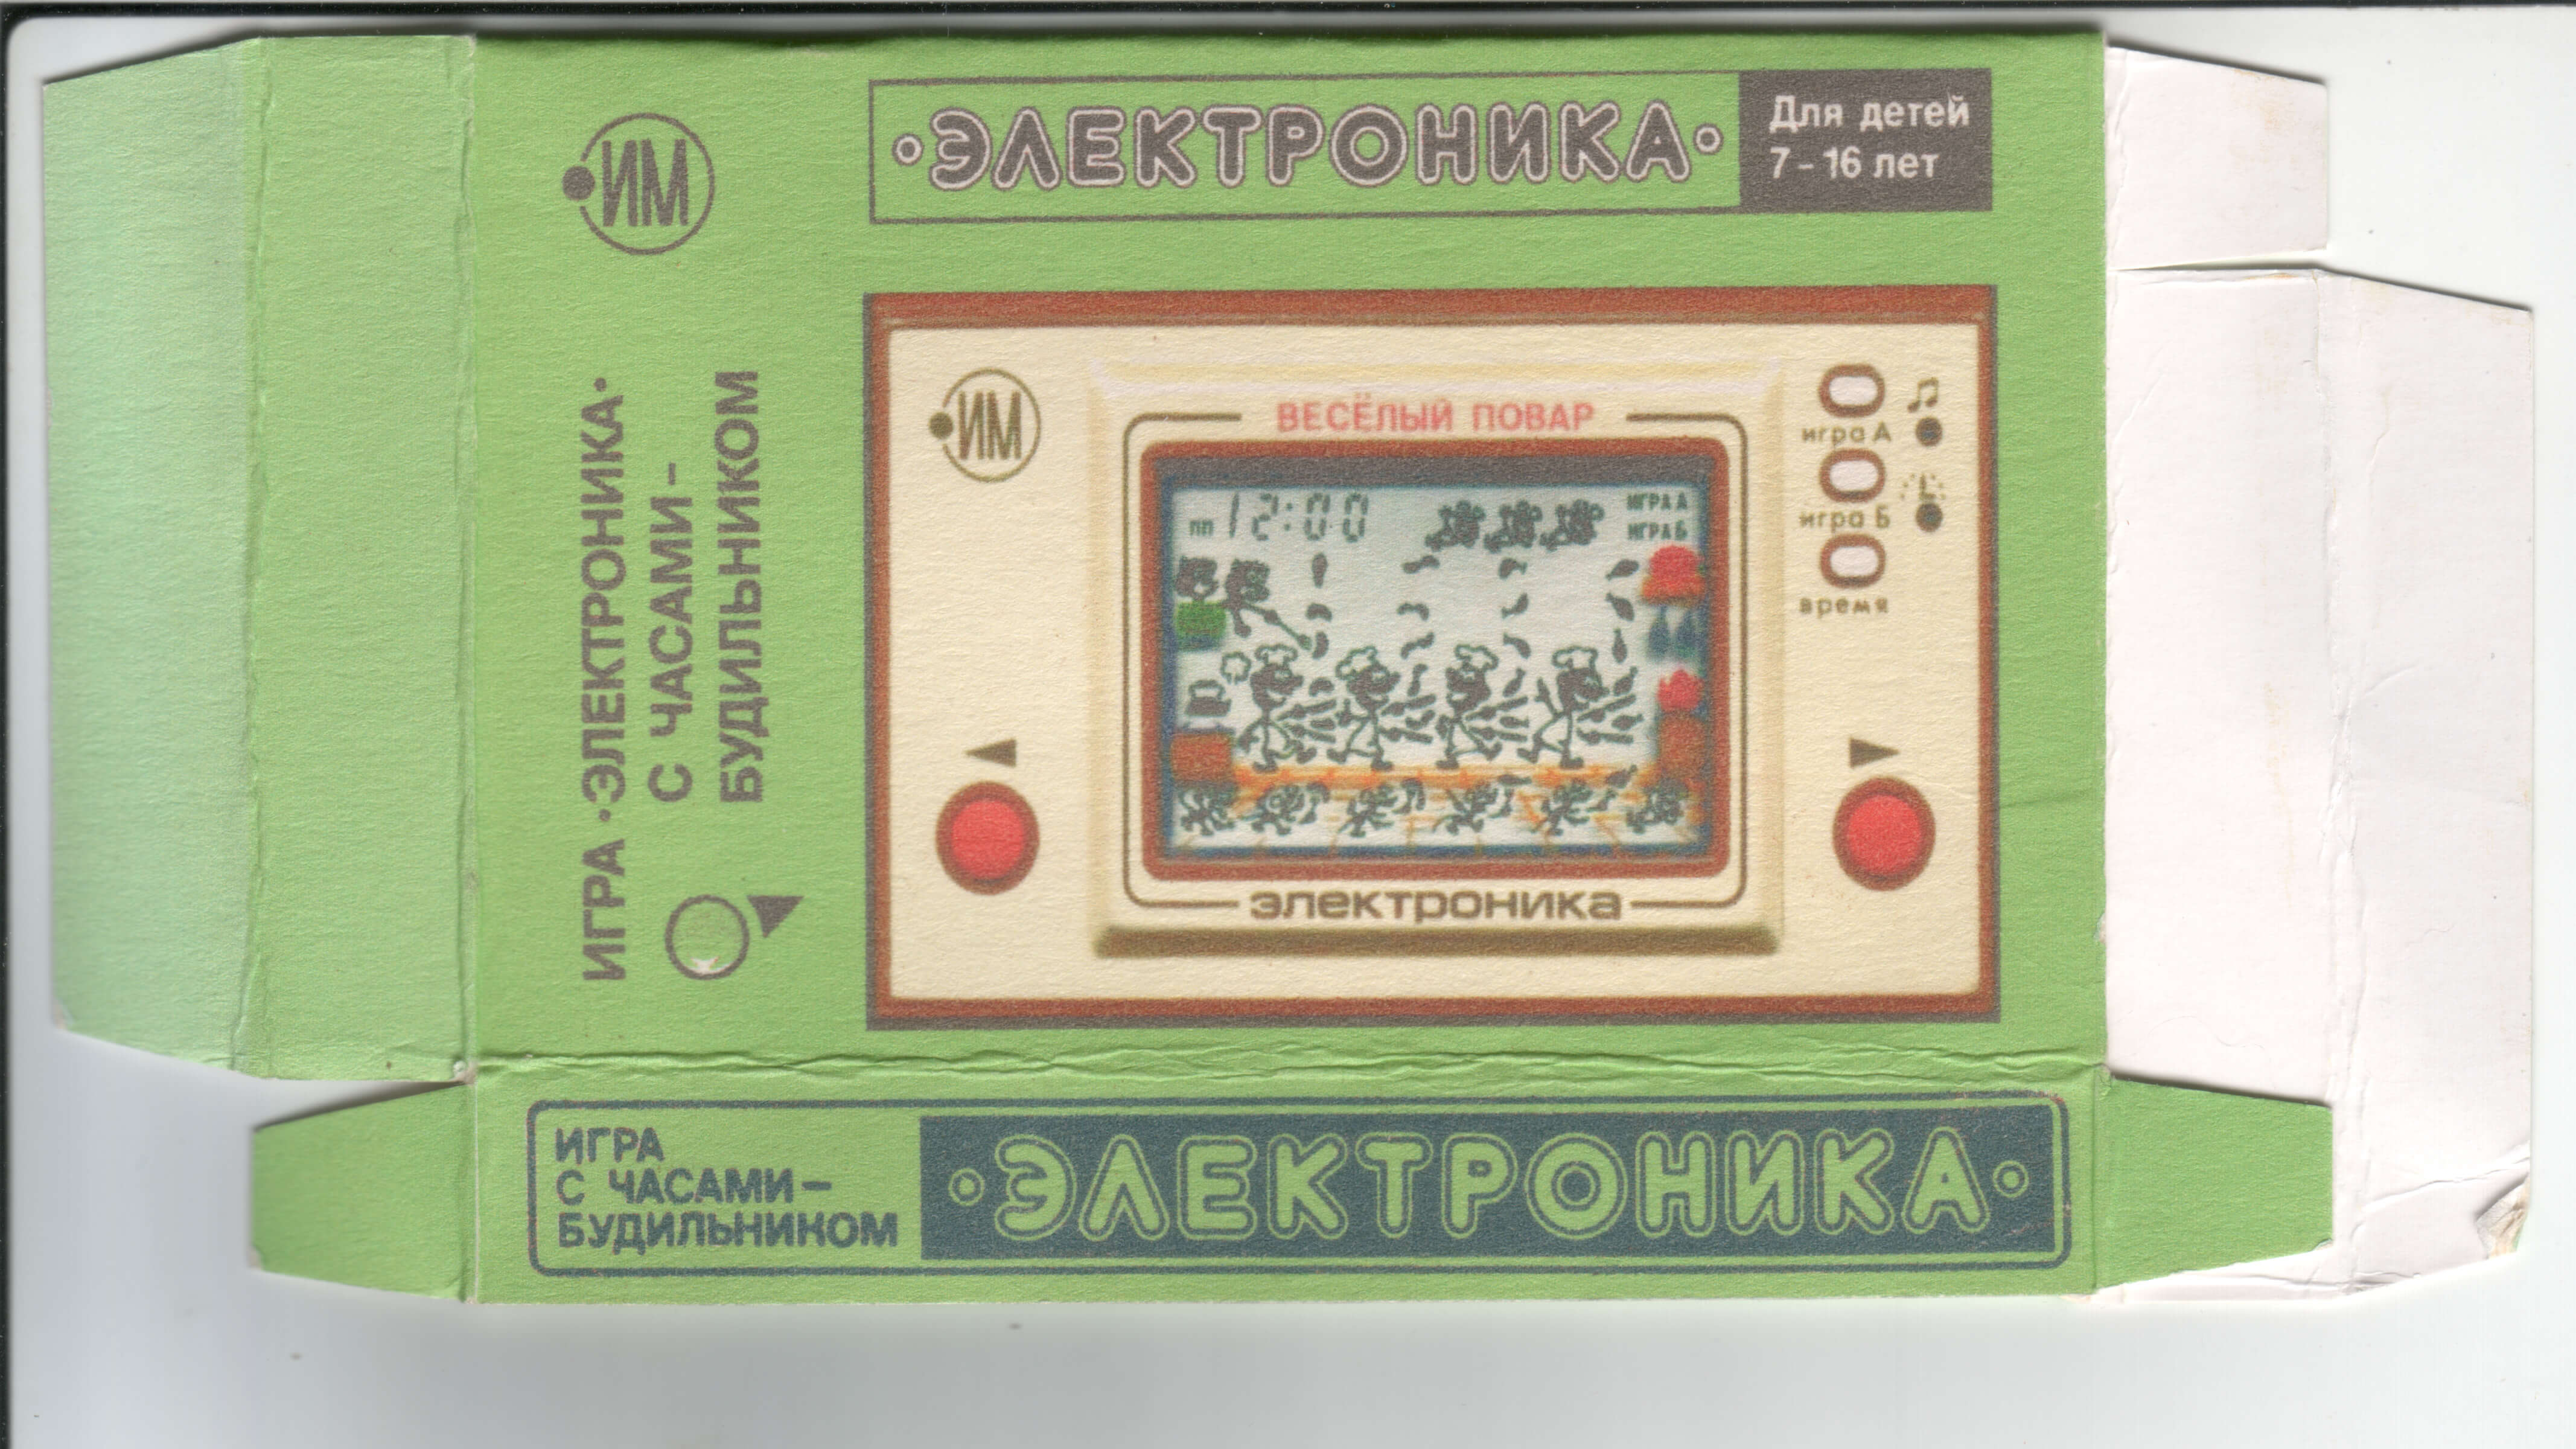 ·ЭЛЕКТРОНИКА·
Для детей
7-16 лет
ИМ
ИГРА ·ЭЛЕКТРОНИКА·
С ЧАСАМИ-
БУДИЛЬНИКОМ
ИМ
ВЕСЁЛЫЙ ПОВАР
пп 12:00
ИГРА А
ИГРА Б
игра А
игра Б
время
электроника
ИГРА
С ЧАСАМИ-
БУДИЛЬНИКОМ
·ЭЛЕКТРОНИКА·